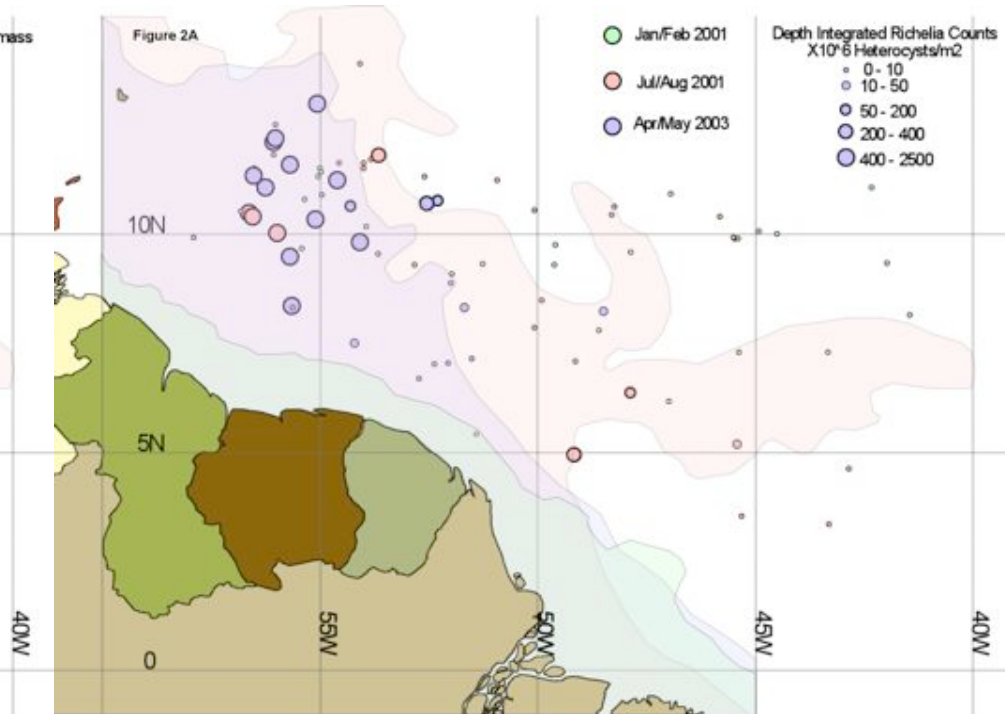 mass
Figure 2A
Jan/Feb 2001
Jul/Aug 2001
Apr/May 2003
Depth Integrated Richelia Counts
X10^6 Heterocysts/m2
0 - 10
10 - 50
50 - 200
200 - 400
400 - 2500
10N
5N
0
40W
55W
50W
45W
40W